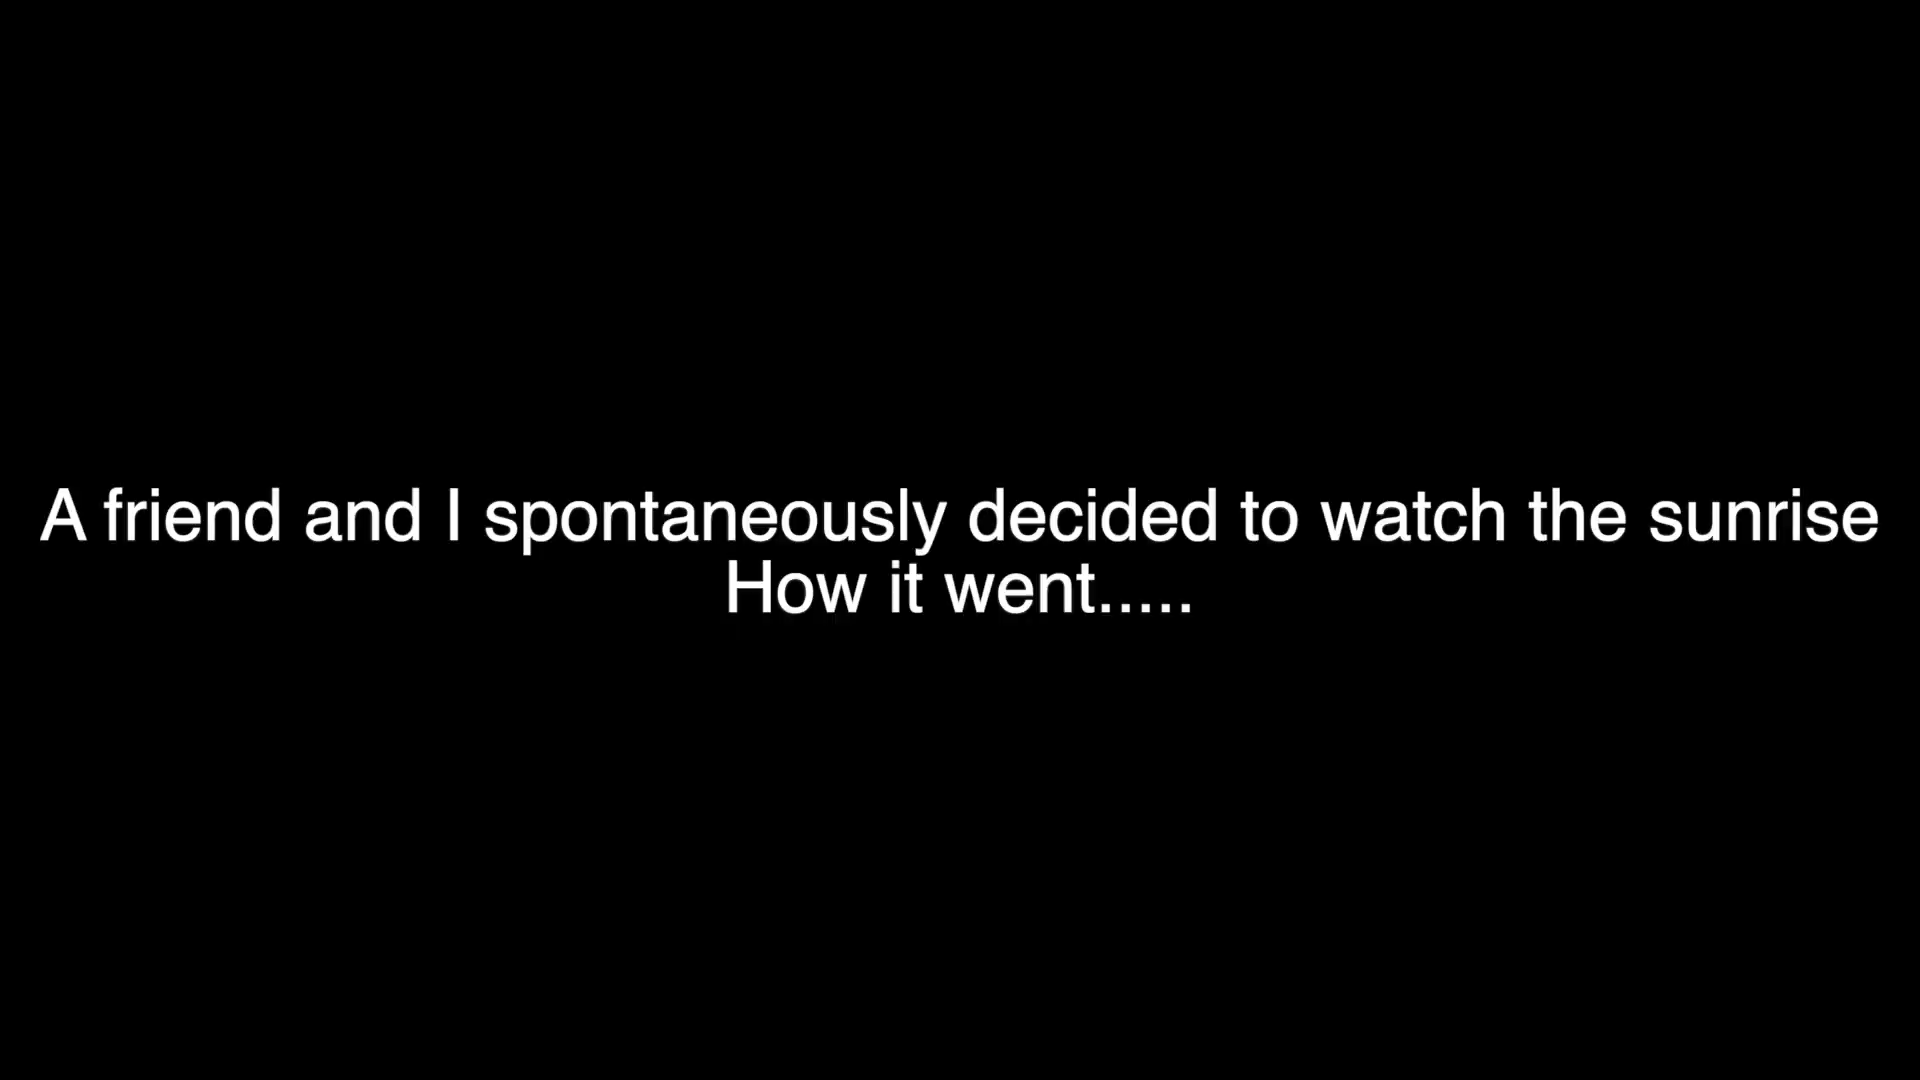 A friend and I spontaneously decided to watch the sunrise
How it went.....